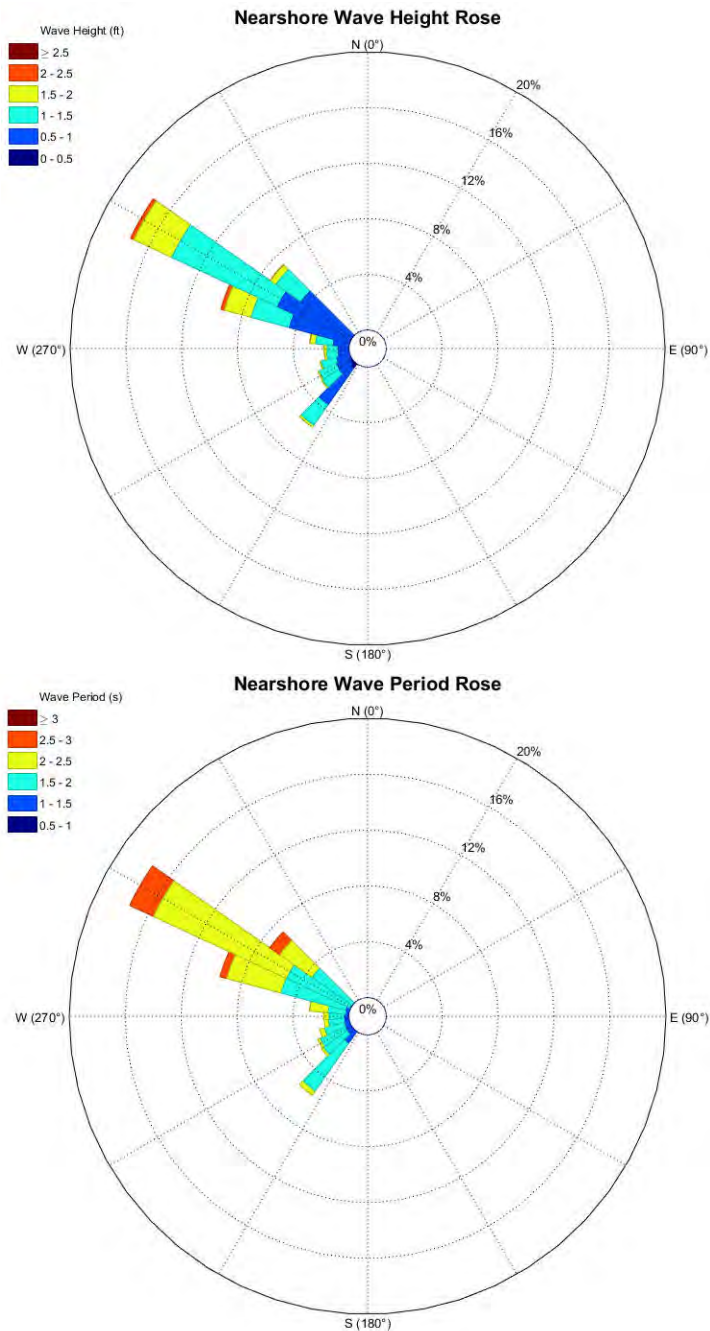 Nearshore Wave Height Rose
Wave Height (ft)
≥ 2.5
2 - 2.5
1.5 - 2
1 - 1.5
0.5 - 1
0 - 0.5
N (0°)
20%
16%
12%
8%
4%
0%
W (270°)
E (90°)
S (180°)
Nearshore Wave Period Rose
Wave Period (s)
≥ 3
2.5 - 3
2 - 2.5
1.5 - 2
1 - 1.5
0.5 - 1
N (0°)
20%
16%
12%
8%
4%
0%
W (270°)
E (90°)
S (180°)